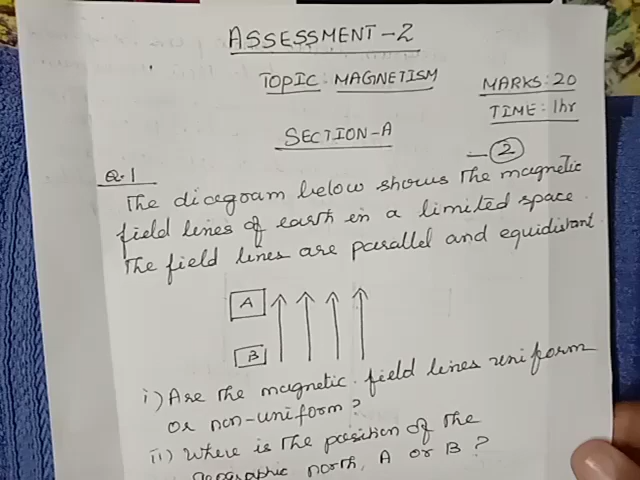 ASSESSMENT-2
TOPIC: MAGNETISM
MARKS: 20
TIME: 1hr
SECTION-A
Q.1
— 2
The diagram below shows the magnetic
field lines of earth in a limited space.
The field lines are parallel and equidistant.
A
B
i) Are the magnetic field lines uniform
or non-uniform?
ii) Where is the position of the
geographic north, A or B?